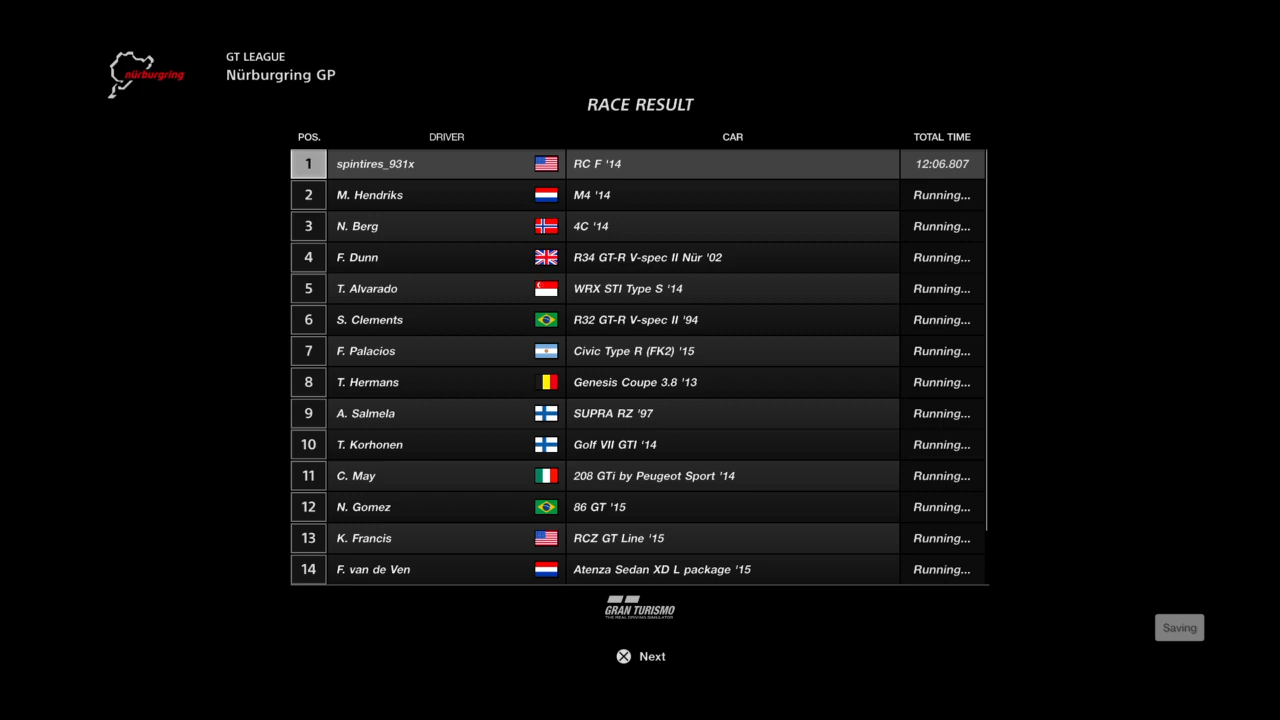 GT LEAGUE
nürburgring
Nürburgring GP
RACE RESULT
POS. DRIVER CAR TOTAL TIME
1 spintires_931x RC F '14 12:06.807
2 M. Hendriks M4 '14 Running...
3 N. Berg 4C '14 Running...
4 F. Dunn R34 GT-R V-spec II Nür '02 Running...
5 T. Alvarado WRX STI Type S '14 Running...
6 S. Clements R32 GT-R V-spec II '94 Running...
7 F. Palacios Civic Type R (FK2) '15 Running...
8 T. Hermans Genesis Coupe 3.8 '13 Running...
9 A. Salmela SUPRA RZ '97 Running...
10 T. Korhonen Golf VII GTI '14 Running...
11 C. May 208 GTi by Peugeot Sport '14 Running...
12 N. Gomez 86 GT '15 Running...
13 K. Francis RCZ GT Line '15 Running...
14 F. van de Ven Atenza Sedan XD L package '15 Running...
GRAN TURISMO
THE REAL DRIVING SIMULATOR
Saving
Next